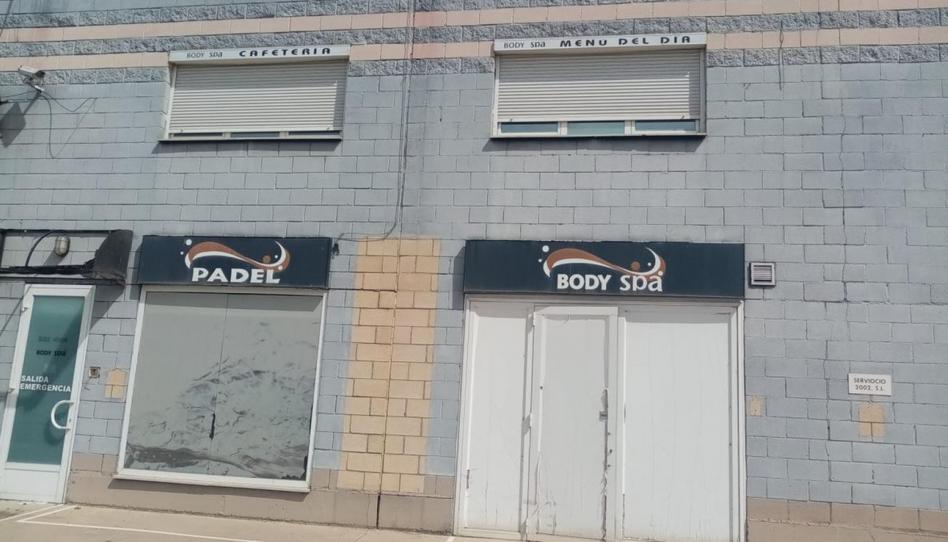 BODY spa CAFETERIA
BODY spa MENU DEL DIA
PADEL
BODY spa
BODY spa
SALIDA
EMERGENCIA
SERVIOCIO
2002, S.L.